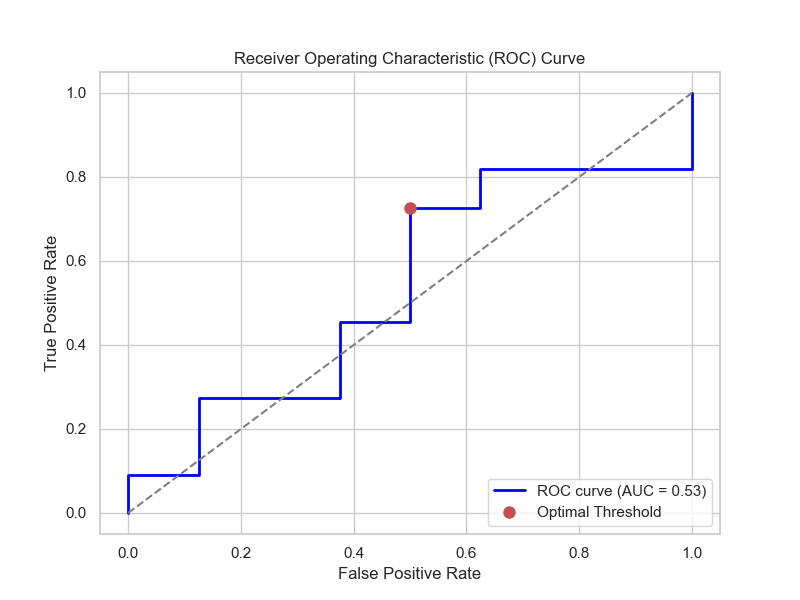 Receiver Operating Characteristic (ROC) Curve
True Positive Rate
1.0
0.8
0.6
0.4
0.2
0.0
ROC curve (AUC = 0.53)
Optimal Threshold
0.0 0.2 0.4 0.6 0.8 1.0
False Positive Rate